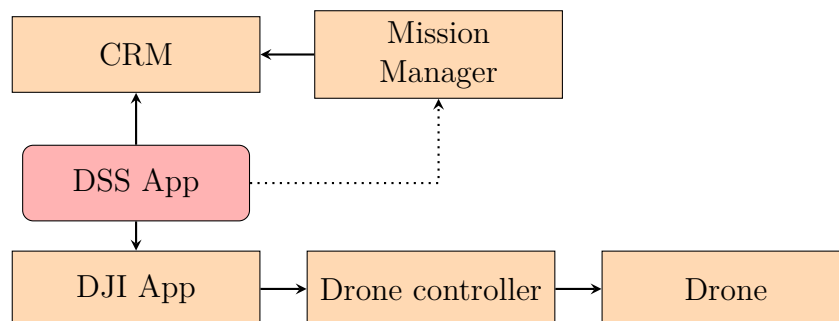 CRM
Mission
Manager
DSS App
DJI App
Drone controller
Drone